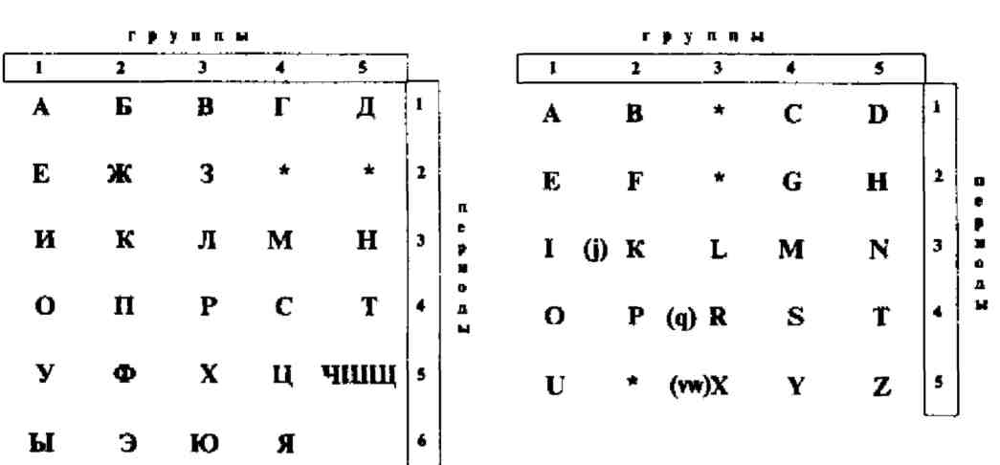 группы
1 2 3 4 5
А Б В Г Д 1
Е Ж З * * 2
И К Л М Н 3
О П Р С Т 4
У Ф Х Ц ЧШЩ 5
Ы Э Ю Я 6
периоды
группы
1 2 3 4 5
A B * C D 1
E F * G H 2
I (j) K L M N 3
O P (q) R S T 4
U * (vw)X Y Z 5
периоды